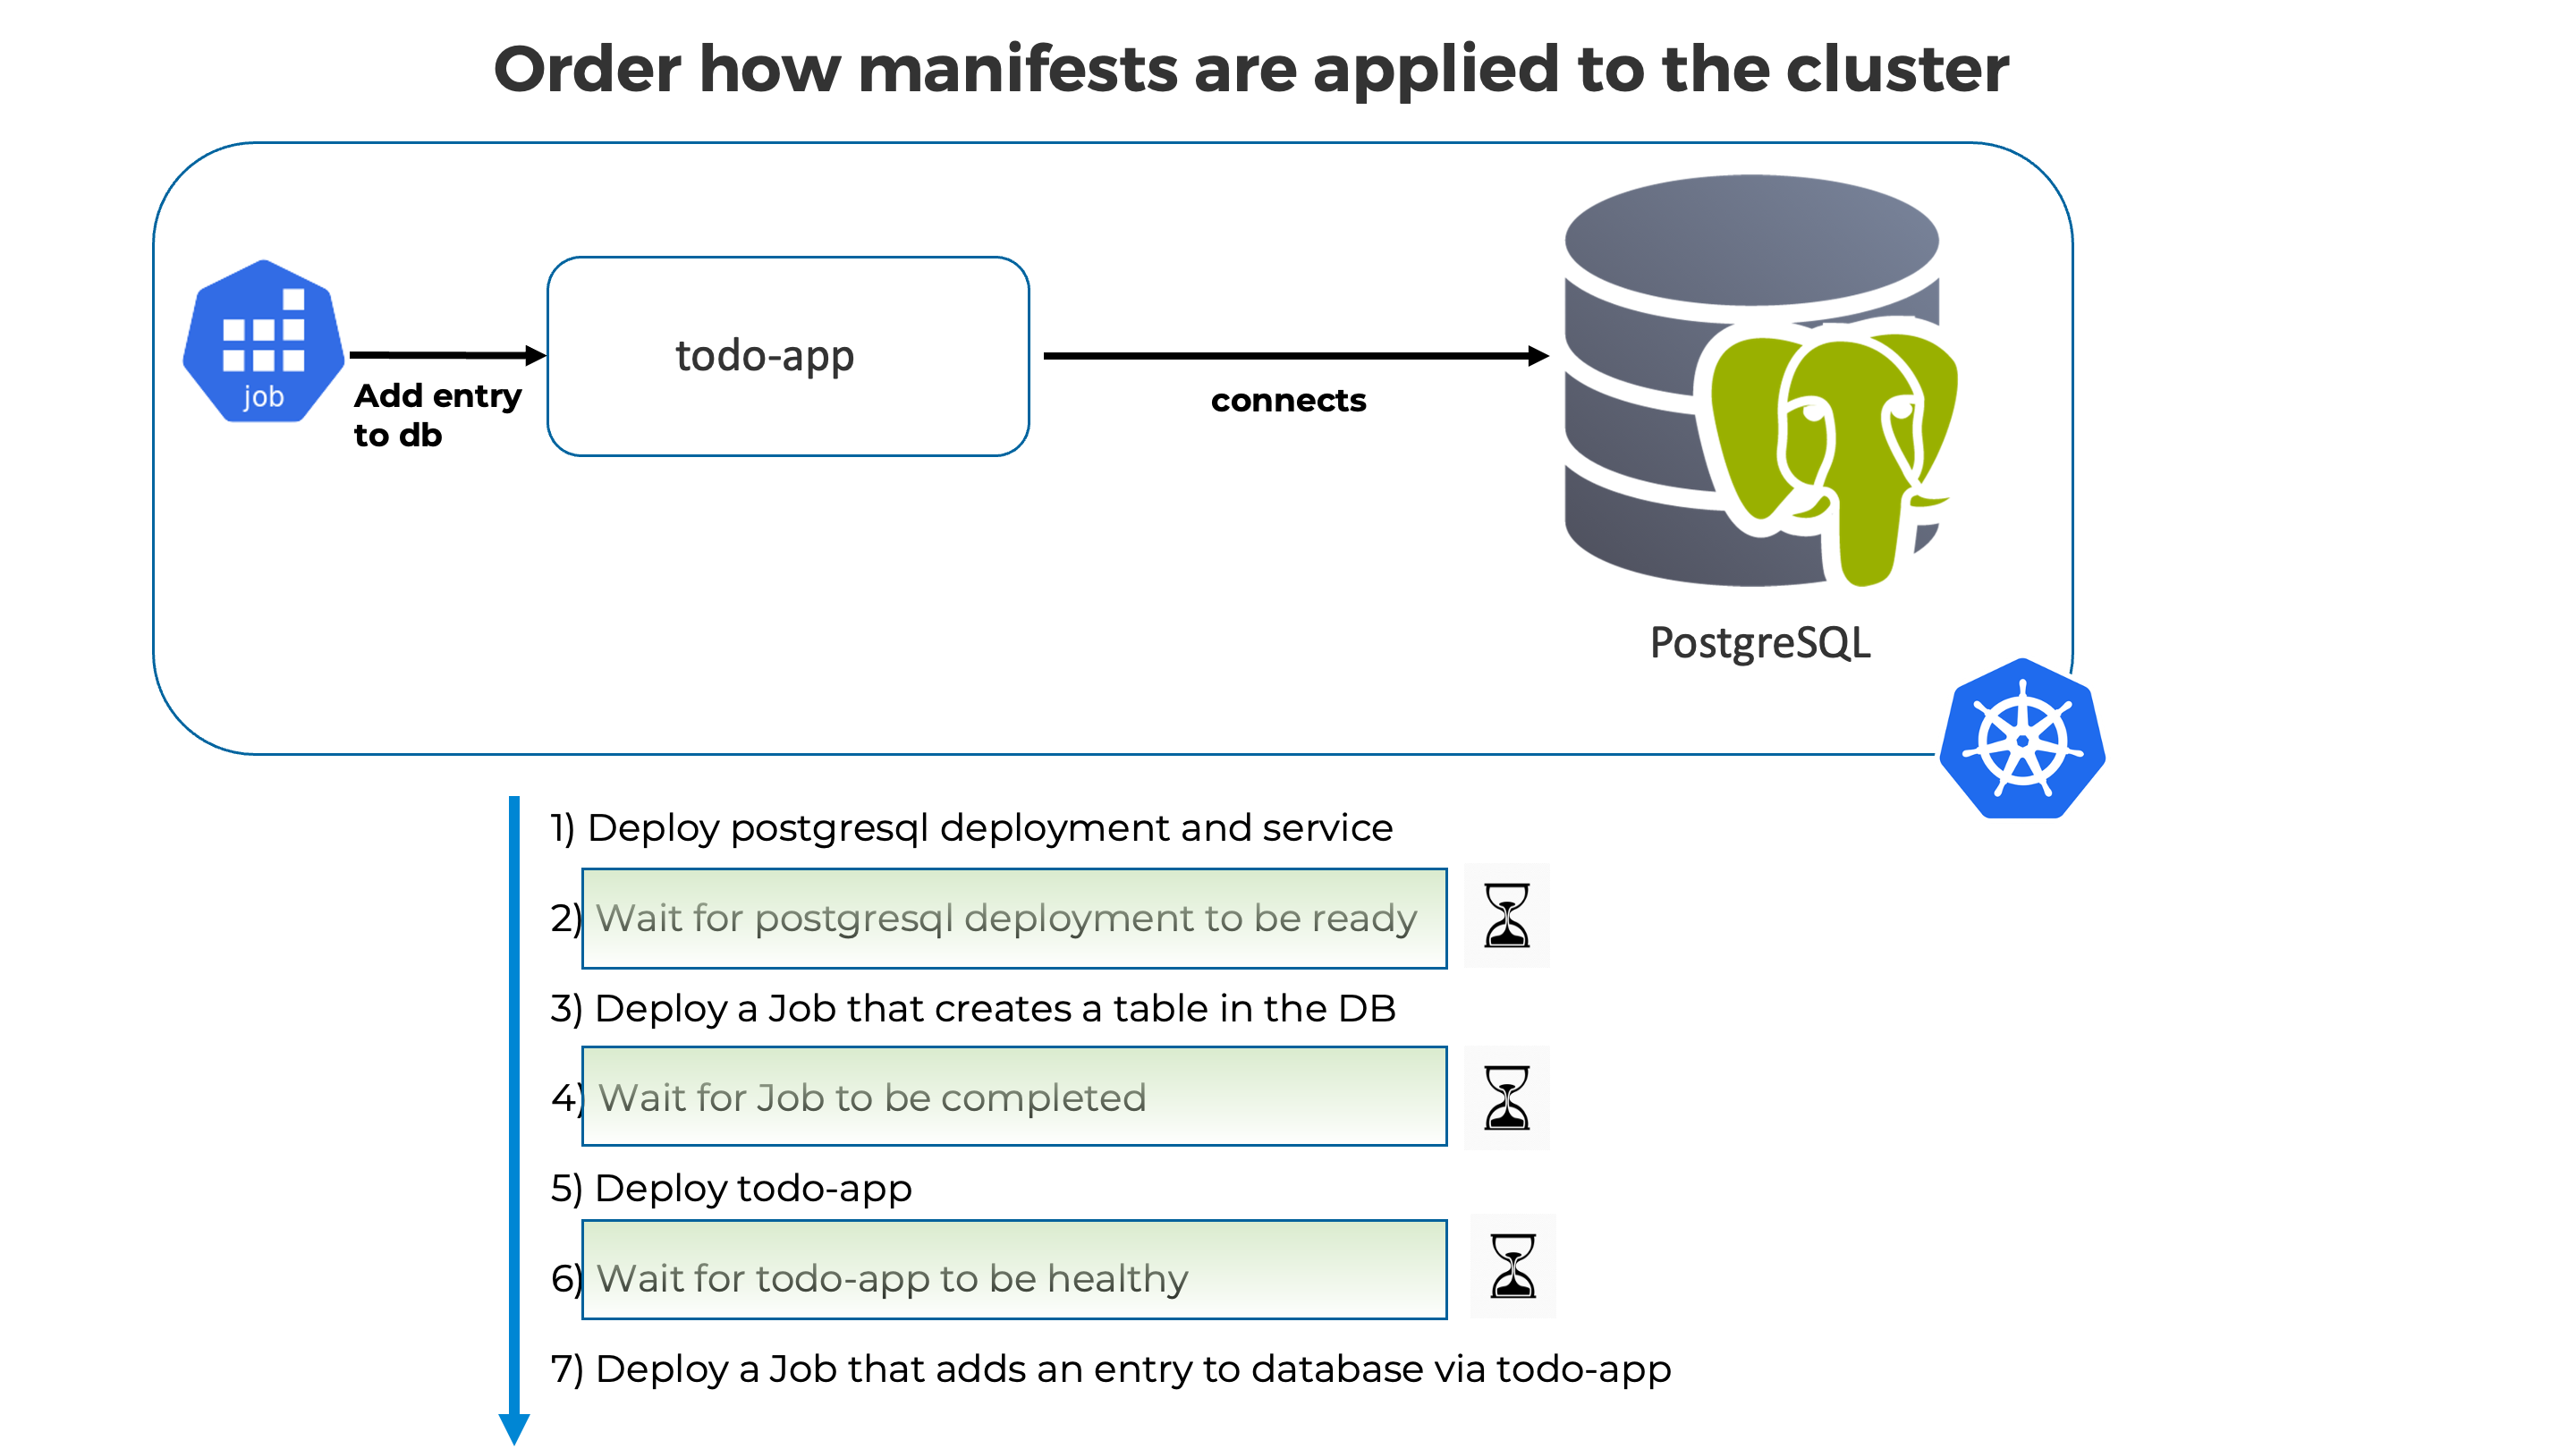 Order how manifests are applied to the cluster
job
Add entry
to db
todo-app
connects
PostgreSQL
1) Deploy postgresql deployment and service
2) Wait for postgresql deployment to be ready
3) Deploy a Job that creates a table in the DB
4) Wait for Job to be completed
5) Deploy todo-app
6) Wait for todo-app to be healthy
7) Deploy a Job that adds an entry to database via todo-app